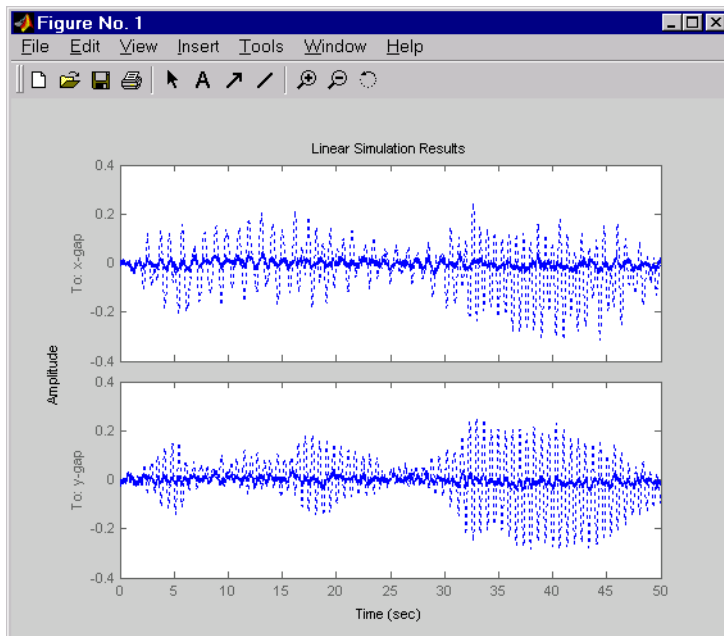 Figure No. 1
File Edit View Insert Tools Window Help
A
Linear Simulation Results
0.4
0.2
0
-0.2
-0.4
To: x-gap
Amplitude
0.4
0.2
0
-0.2
-0.4
To: y-gap
0 5 10 15 20 25 30 35 40 45 50
Time (sec)